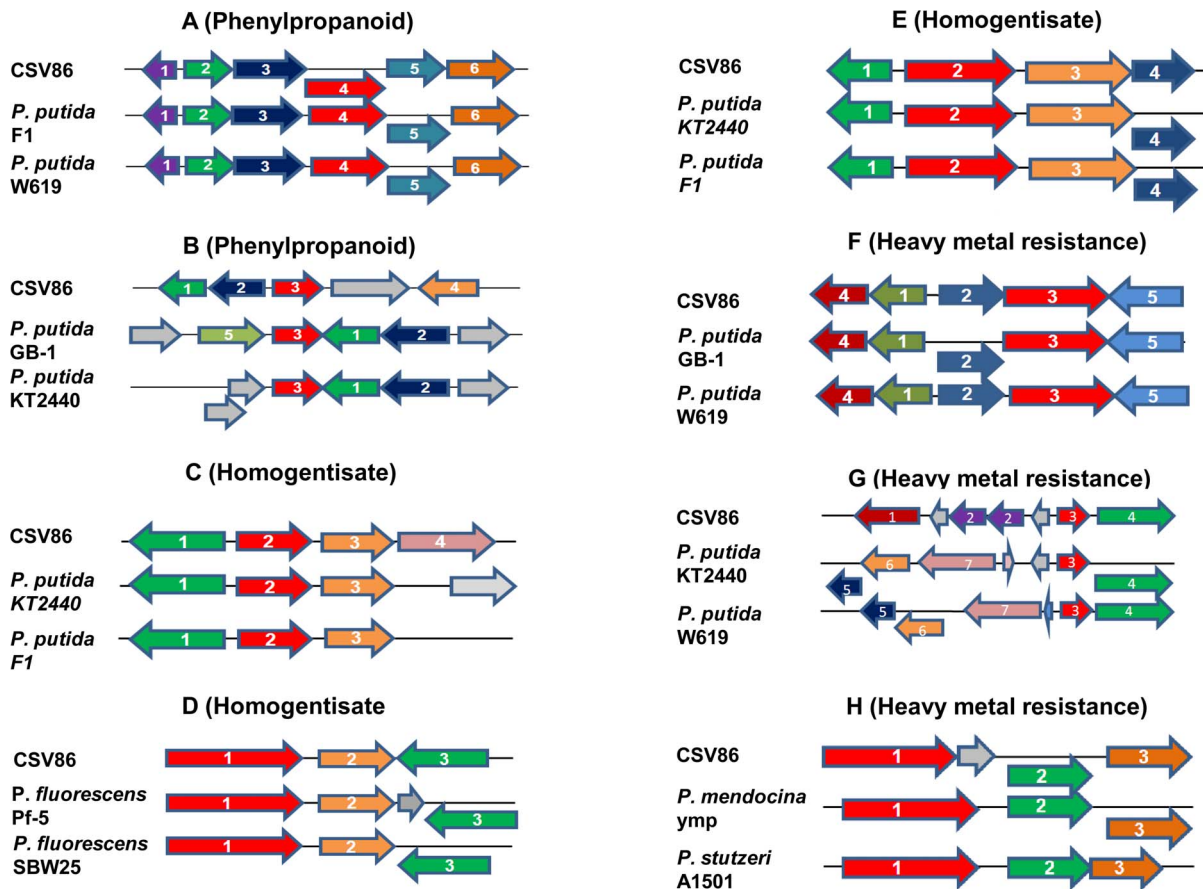 A (Phenylpropanoid)
CSV86
1 2 3 4 5 6
P. putida
F1
1 2 3 4 5 6
P. putida
W619
1 2 3 4 5 6
B (Phenylpropanoid)
CSV86
1 2 3 4
P. putida
GB-1
5 3 1 2
P. putida
KT2440
3 1 2
C (Homogentisate)
CSV86
1 2 3 4
P. putida
KT2440
1 2 3
P. putida
F1
1 2 3
D (Homogentisate
CSV86
1 2 3
P. fluorescens
Pf-5
1 2 3
P. fluorescens
SBW25
1 2 3
E (Homogentisate)
CSV86
1 2 3 4
P. putida
KT2440
1 2 3 4
P. putida
F1
1 2 3 4
F (Heavy metal resistance)
CSV86
4 1 2 3 5
P. putida
GB-1
4 1 2 3 5
P. putida
W619
4 1 2 3 5
G (Heavy metal resistance)
CSV86
1 2 2 3 4
P. putida
KT2440
5 6 7 3 4
P. putida
W619
5 6 7 3 4
H (Heavy metal resistance)
CSV86
1 2 3
P. mendocina
ymp
1 2 3
P. stutzeri
A1501
1 2 3